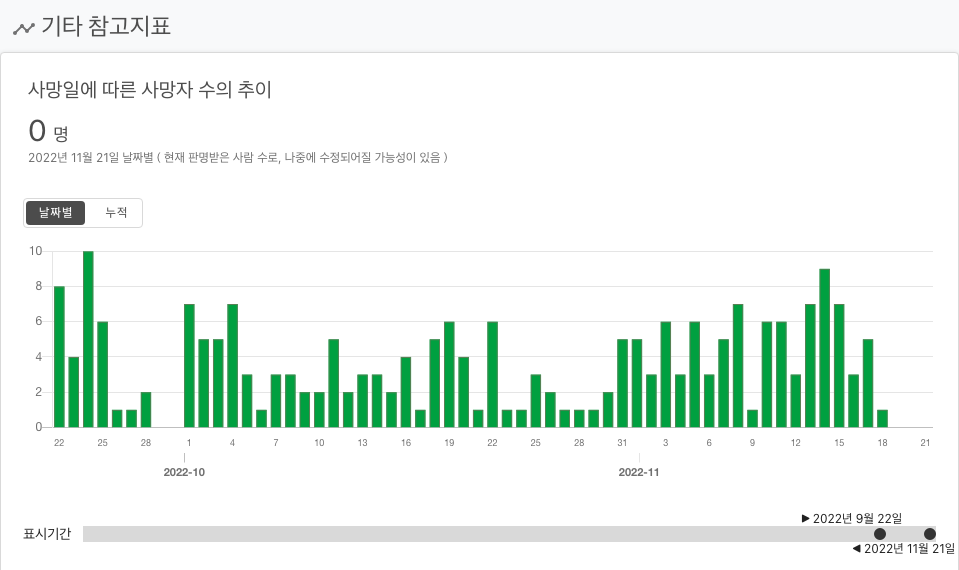 기타 참고지표
사망일에 따른 사망자 수의 추이
0 명
2022년 11월 21일 날짜별 ( 현재 판명받은 사람 수로, 나중에 수정되어질 가능성이 있음 )
날짜별 누적
10
8
6
4
2
0
22 25 28 1 4 7 10 13 16 19 22 25 28 31 3 6 9 12 15 18 21
2022-10 2022-11
▶ 2022년 9월 22일
표시기간
◀ 2022년 11월 21일